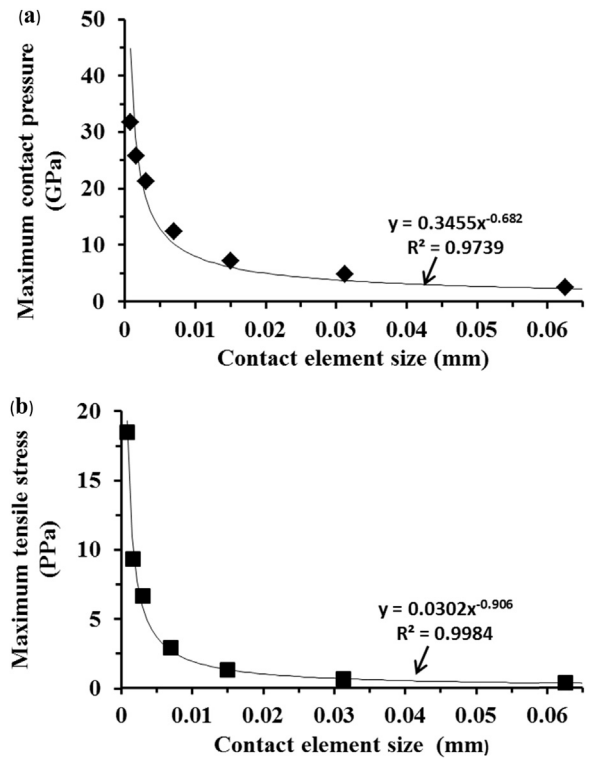 (a)
Maximum contact pressure
(GPa)
50
40
30
20
10
0
y = 0.3455x-0.682
R² = 0.9739
0 0.01 0.02 0.03 0.04 0.05 0.06
Contact element size (mm)
(b)
Maximum tensile stress
(PPa)
20
15
10
5
0
y = 0.0302x-0.906
R² = 0.9984
0 0.01 0.02 0.03 0.04 0.05 0.06
Contact element size (mm)